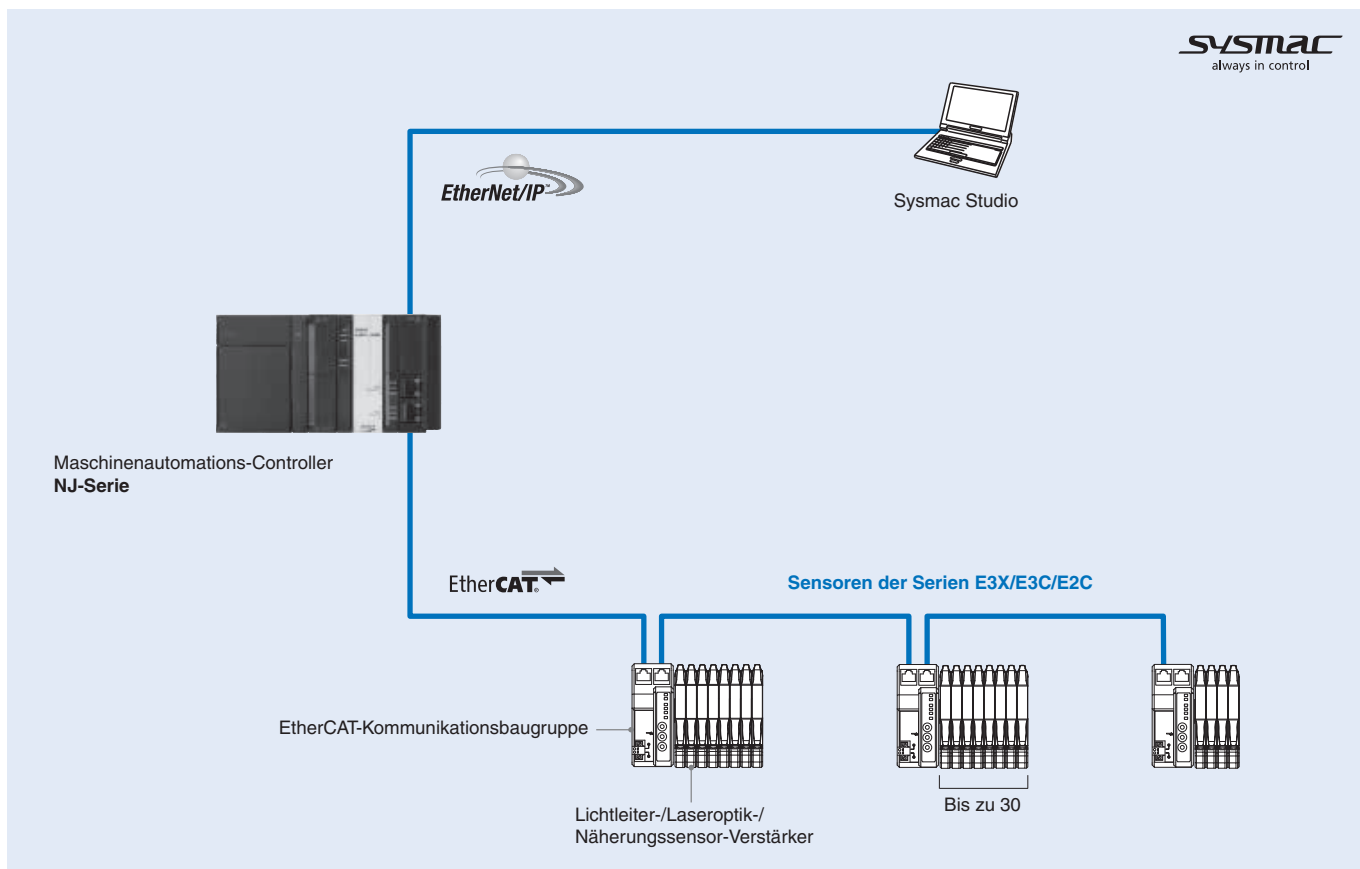 sysmac
always in control
EtherNet/IP™
Sysmac Studio
Maschinenautomations-Controller
NJ-Serie
EtherCAT®
Sensoren der Serien E3X/E3C/E2C
EtherCAT-Kommunikationsbaugruppe
Bis zu 30
Lichtleiter-/Laseroptik-/
Näherungssensor-Verstärker